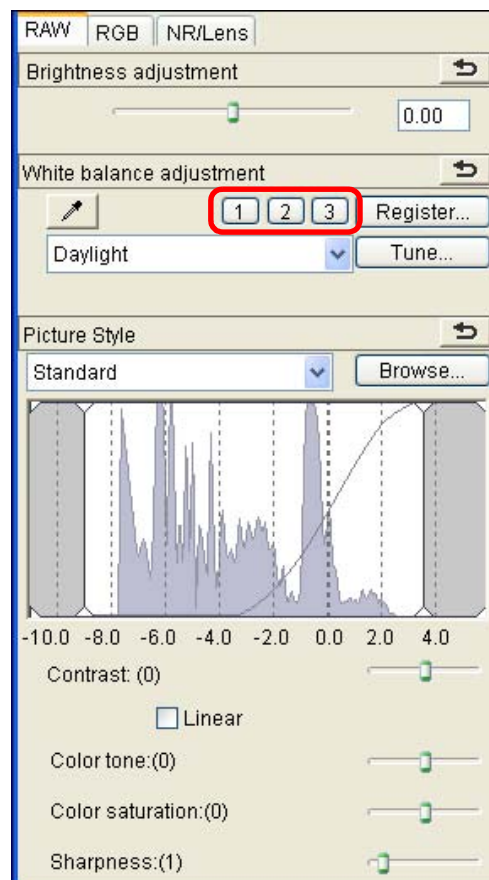 RAW RGB NR/Lens
Brightness adjustment
0.00
White balance adjustment
1 2 3 Register...
Daylight Tune...
Picture Style
Standard Browse...
-10.0 -8.0 -6.0 -4.0 -2.0 0.0 2.0 4.0
Contrast: (0)
Linear
Color tone:(0)
Color saturation:(0)
Sharpness:(1)